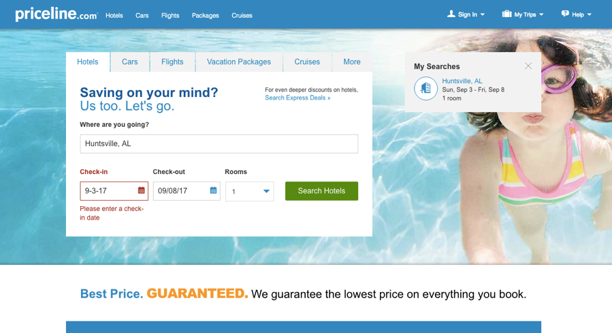 priceline.com
Hotels
Cars
Flights
Packages
Cruises
Sign In
My Trips
Help
Hotels
Cars
Flights
Vacation Packages
Cruises
More
Saving on your mind?
Us too. Let's go.
For even deeper discounts on hotels,
Search Express Deals »
Where are you going?
Huntsville, AL
Check-in
Check-out
Rooms
9-3-17
09/08/17
1
Search Hotels
Please enter a check-
in date
My Searches
Huntsville, AL
Sun, Sep 3 - Fri, Sep 8
1 room
Best Price. GUARANTEED. We guarantee the lowest price on everything you book.